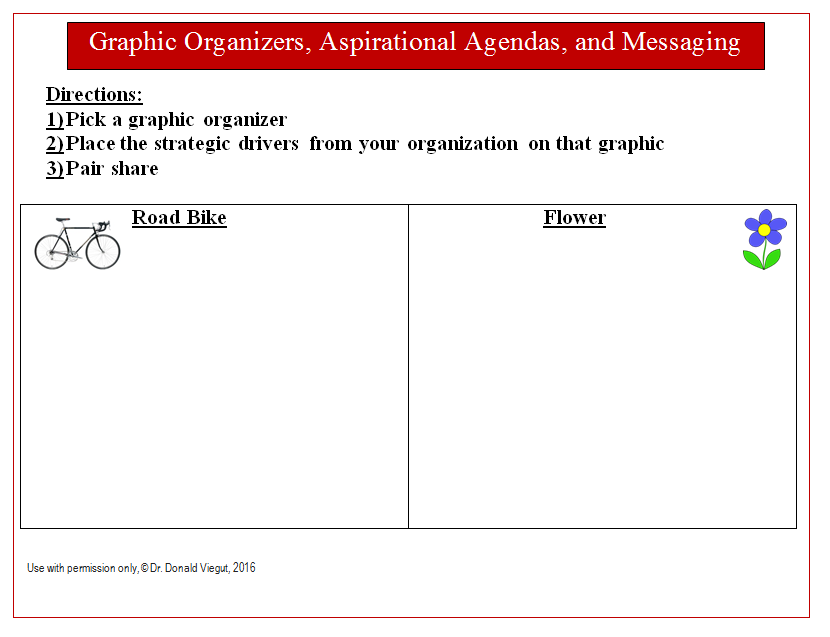 Graphic Organizers, Aspirational Agendas, and Messaging
Directions:
1)Pick a graphic organizer
2)Place the strategic drivers from your organization on that graphic
3)Pair share
Road Bike
Flower
Use with permission only, © Dr. Donald Viegut, 2016